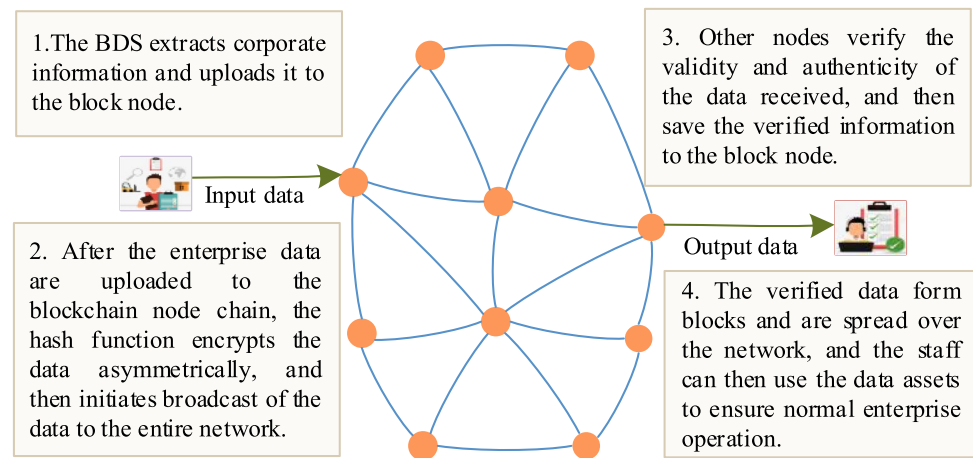 1.The BDS extracts corporate
information and uploads it to
the block node.
Input data
2. After the enterprise data
are uploaded to the
blockchain node chain, the
hash function encrypts the
data asymmetrically, and
then initiates broadcast of the
data to the entire network.
3. Other nodes verify the
validity and authenticity of
the data received, and then
save the verified information
to the block node.
Output data
4. The verified data form
blocks and are spread over
the network, and the staff
can then use the data assets
to ensure normal enterprise
operation.